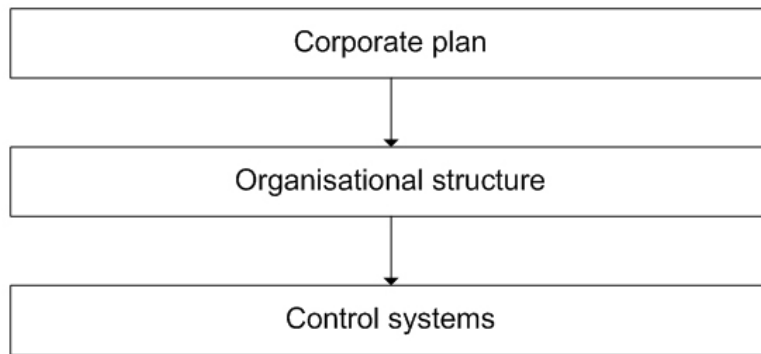 Corporate plan
Organisational structure
Control systems